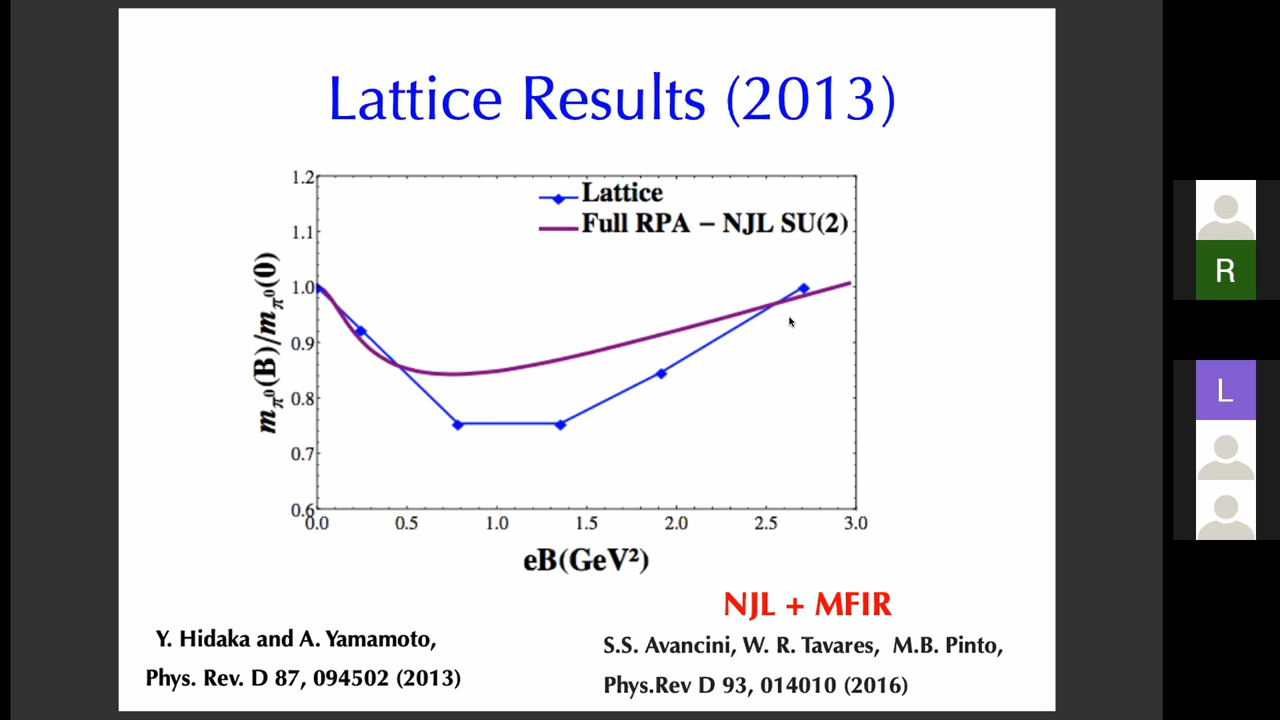 Lattice Results (2013)
1.2
1.1
1.0
0.9
0.8
0.7
0.6
mπ⁰(B)/mπ⁰(0)
Lattice
Full RPA − NJL SU(2)
0.0 0.5 1.0 1.5 2.0 2.5 3.0
eB(GeV²)
NJL + MFIR
Y. Hidaka and A. Yamamoto,
Phys. Rev. D 87, 094502 (2013)
S.S. Avancini, W. R. Tavares, M.B. Pinto,
Phys.Rev D 93, 014010 (2016)
R
L